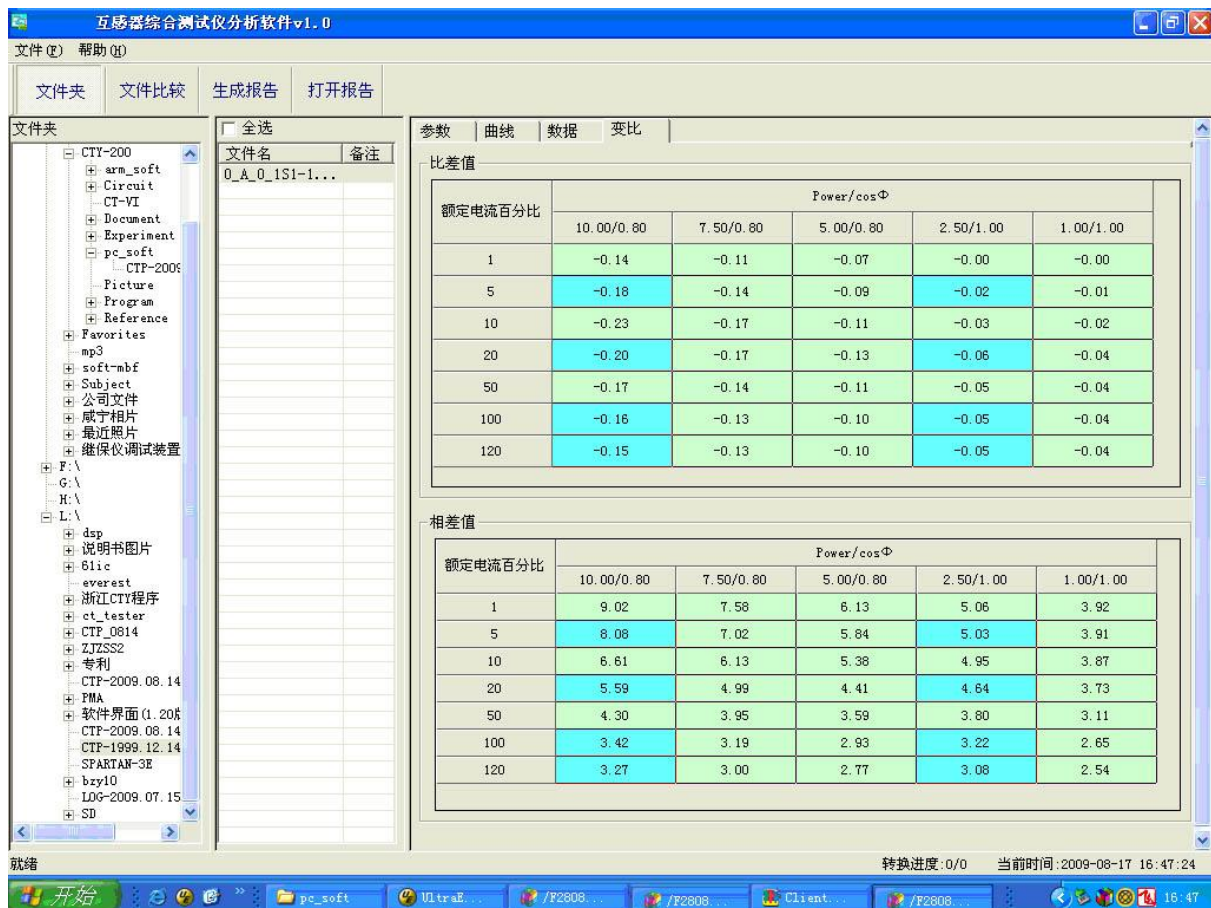 互感器综合测试仪分析软件v1.0
文件(F) 帮助(H)
文件夹 文件比较 生成报告 打开报告
文件夹
CTY-200
arm_soft
Circuit
CT-VI
Document
Experiment
pc_soft
CTP-2009
Picture
Program
Reference
Favorites
mp3
soft-mbf
Subject
公司文件
咸宁相片
最近照片
继保仪调试装置
F:\
G:\
H:\
L:\
dsp
说明书图片
61ic
everest
浙江CTY程序
ct_tester
CTP_0814
ZJZSS2
专利
CTP-2009.08.14
PMA
软件界面(1.20
CTP-2009.08.14
CTP-1999.12.14
SPARTAN-3E
bzy10
LOG-2009.07.15
SD
全选
文件名 备注
0_A_0_1S1-1...
参数 曲线 数据 变比
比差值
额定电流百分比 Power/cosΦ
10.00/0.80 7.50/0.80 5.00/0.80 2.50/1.00 1.00/1.00
1 -0.14 -0.11 -0.07 -0.00 -0.00
5 -0.18 -0.14 -0.09 -0.02 -0.01
10 -0.23 -0.17 -0.11 -0.03 -0.02
20 -0.20 -0.17 -0.13 -0.06 -0.04
50 -0.17 -0.14 -0.11 -0.05 -0.04
100 -0.16 -0.13 -0.10 -0.05 -0.04
120 -0.15 -0.13 -0.10 -0.05 -0.04
相差值
额定电流百分比 Power/cosΦ
10.00/0.80 7.50/0.80 5.00/0.80 2.50/1.00 1.00/1.00
1 9.02 7.58 6.13 5.06 3.92
5 8.08 7.02 5.84 5.03 3.91
10 6.61 6.13 5.38 4.95 3.87
20 5.59 4.99 4.41 4.64 3.73
50 4.30 3.95 3.59 3.80 3.11
100 3.42 3.19 2.93 3.22 2.65
120 3.27 3.00 2.77 3.08 2.54
就绪 转换进度:0/0 当前时间:2009-08-17 16:47:24
开始 pc_soft UltraE... /F2808... /F2808... Client... /F2808... 16:47